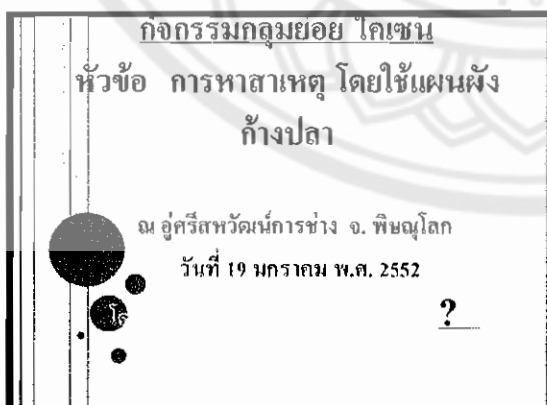 กิจกรรมกลุ่มย่อย ไคเซน
หัวข้อ การหาสาเหตุ โดยใช้แผนผัง
ก้างปลา
ณ อู่ศรีสหวัฒน์การช่าง จ. พิษณุโลก
วันที่ 19 มกราคม พ.ศ. 2552
?